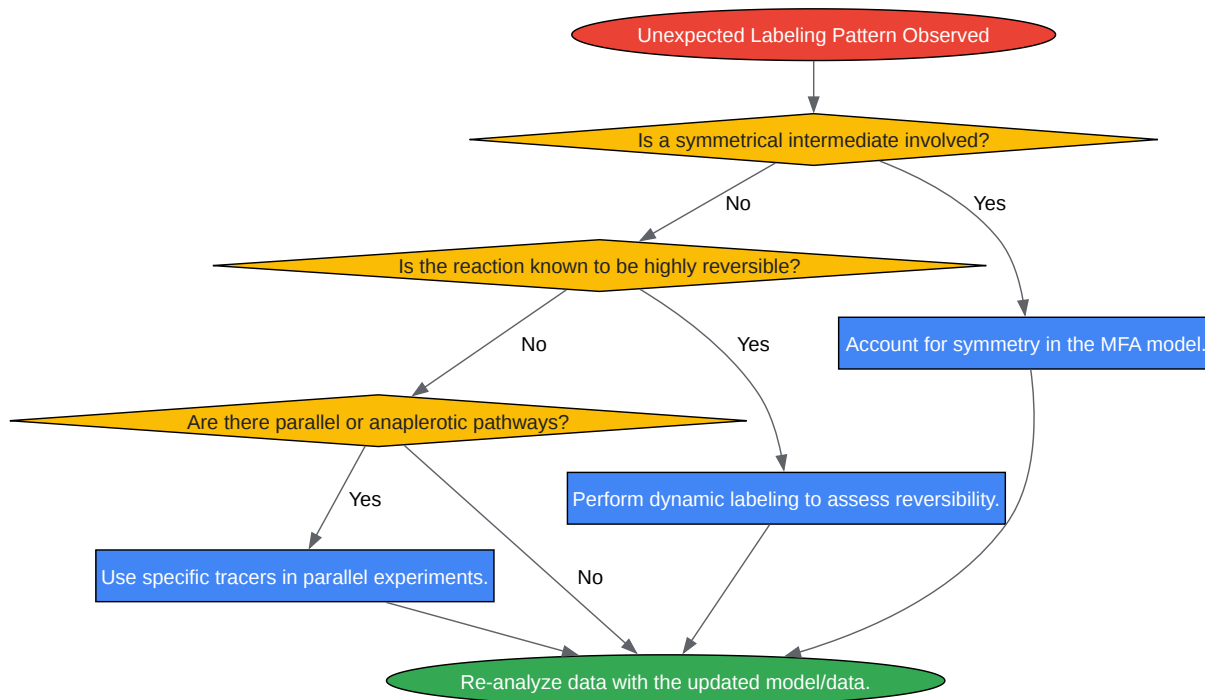 Unexpected Labeling Pattern Observed
Is a symmetrical intermediate involved?
No
Yes
Is the reaction known to be highly reversible?
Account for symmetry in the MFA model.
No
Yes
Are there parallel or anaplerotic pathways?
Perform dynamic labeling to assess reversibility.
Yes
Use specific tracers in parallel experiments.
No
Re-analyze data with the updated model/data.